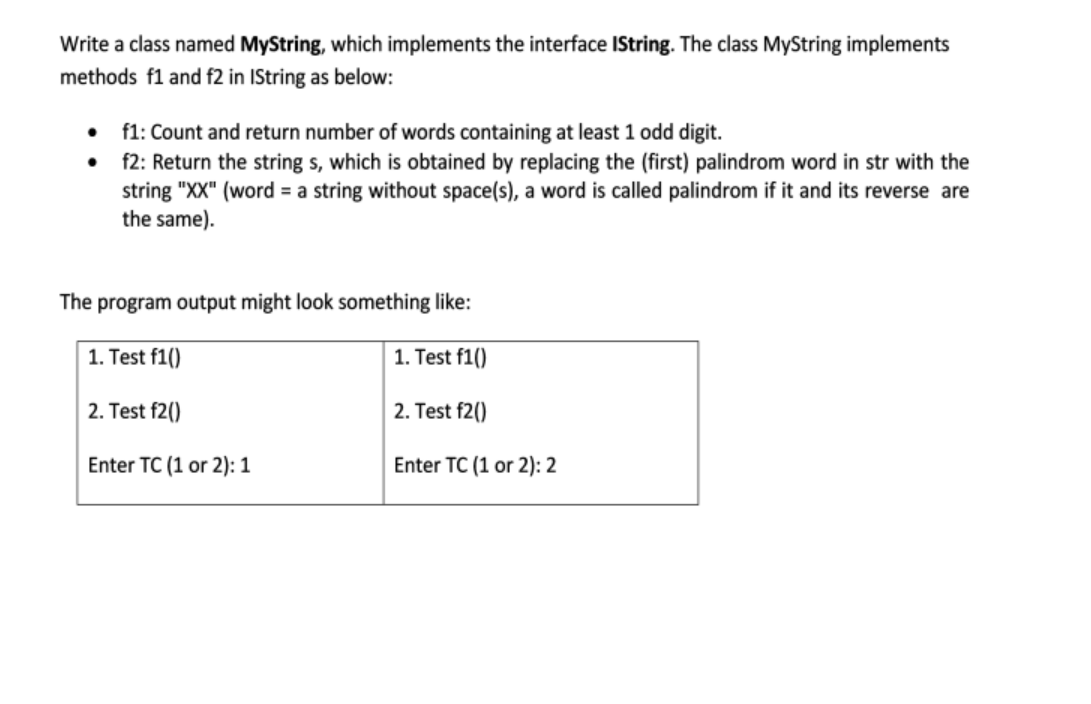 Write a class named MyString, which implements the interface IString. The class MyString implements
methods f1 and f2 in IString as below:
• f1: Count and return number of words containing at least 1 odd digit.
• f2: Return the string s, which is obtained by replacing the (first) palindrom word in str with the
string "XX" (word = a string without space(s), a word is called palindrom if it and its reverse are
the same).
The program output might look something like:
1. Test f1()
2. Test f2()
Enter TC (1 or 2): 1
1. Test f1()
2. Test f2()
Enter TC (1 or 2): 2